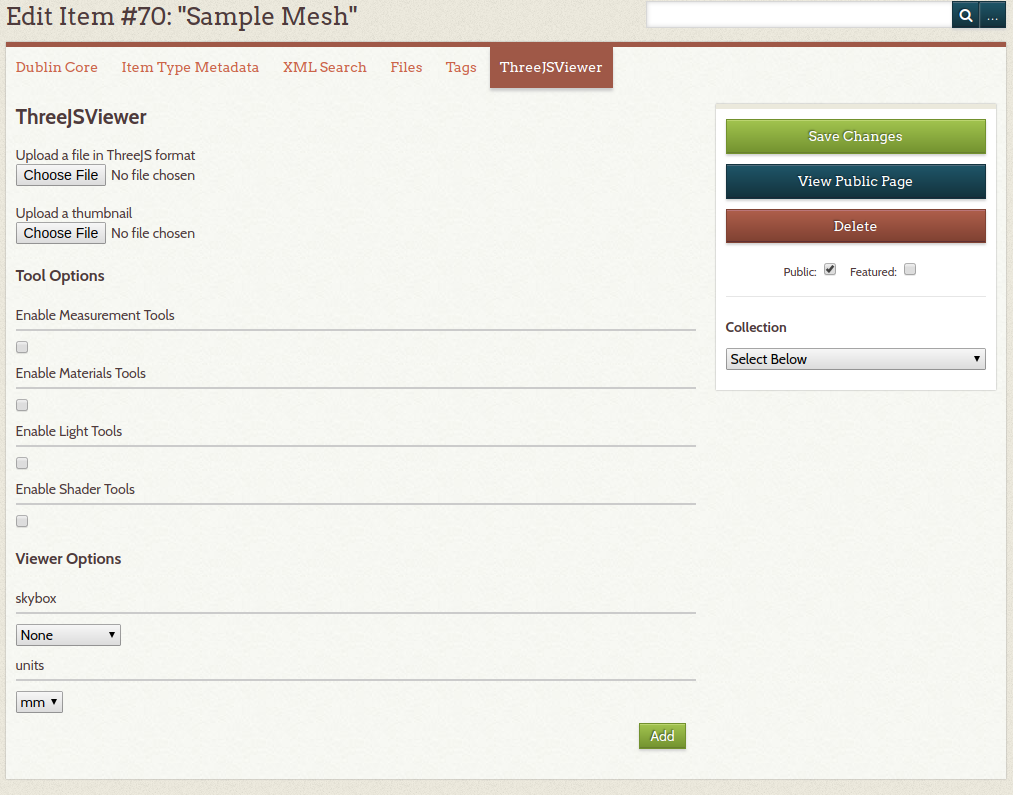 Edit Item #70: "Sample Mesh"
...
Dublin Core Item Type Metadata XML Search Files Tags ThreeJSViewer
ThreeJSViewer
Upload a file in ThreeJS format
Choose File No file chosen
Upload a thumbnail
Choose File No file chosen
Tool Options
Enable Measurement Tools
Enable Materials Tools
Enable Light Tools
Enable Shader Tools
Viewer Options
skybox
None
units
mm
Add
Save Changes
View Public Page
Delete
Public: Featured:
Collection
Select Below